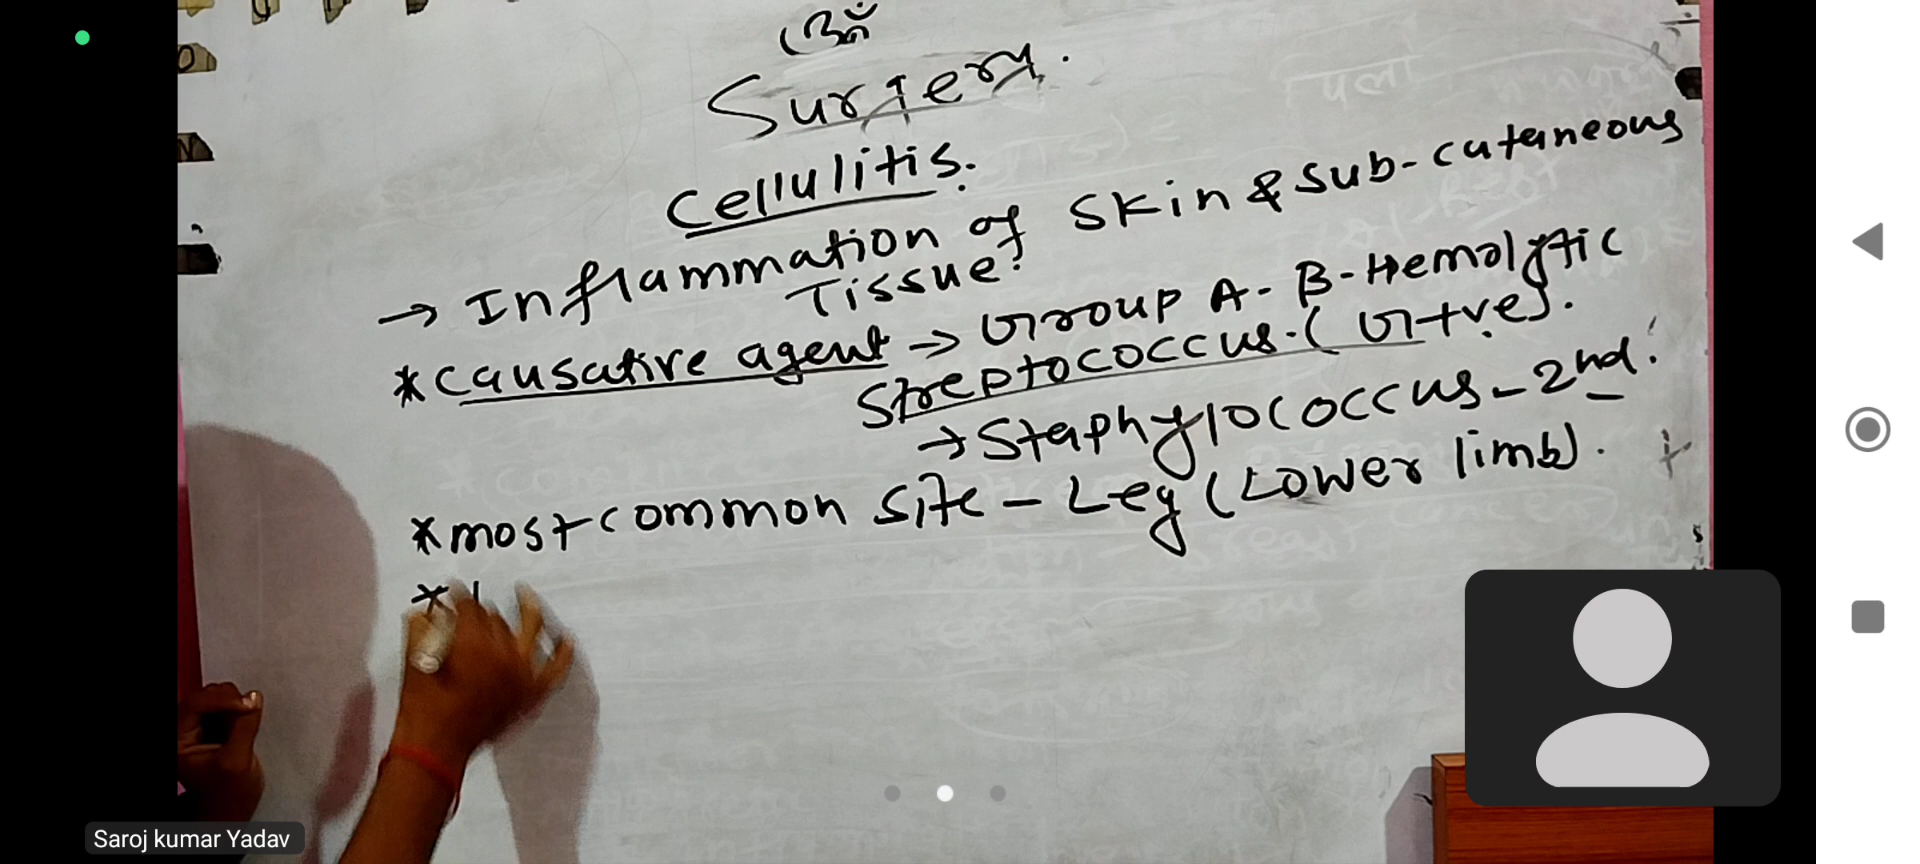 Surgery.
Cellulitis.
→ Inflammation of Skin & Sub-cutaneous
Tissue.
* Causative agent → Group A-B-Hemolytic
Streptococcus. (G+ve).
→ Staphylococcus - 2nd.
* most common site - Leg (Lower limb).
*
Saroj kumar Yadav